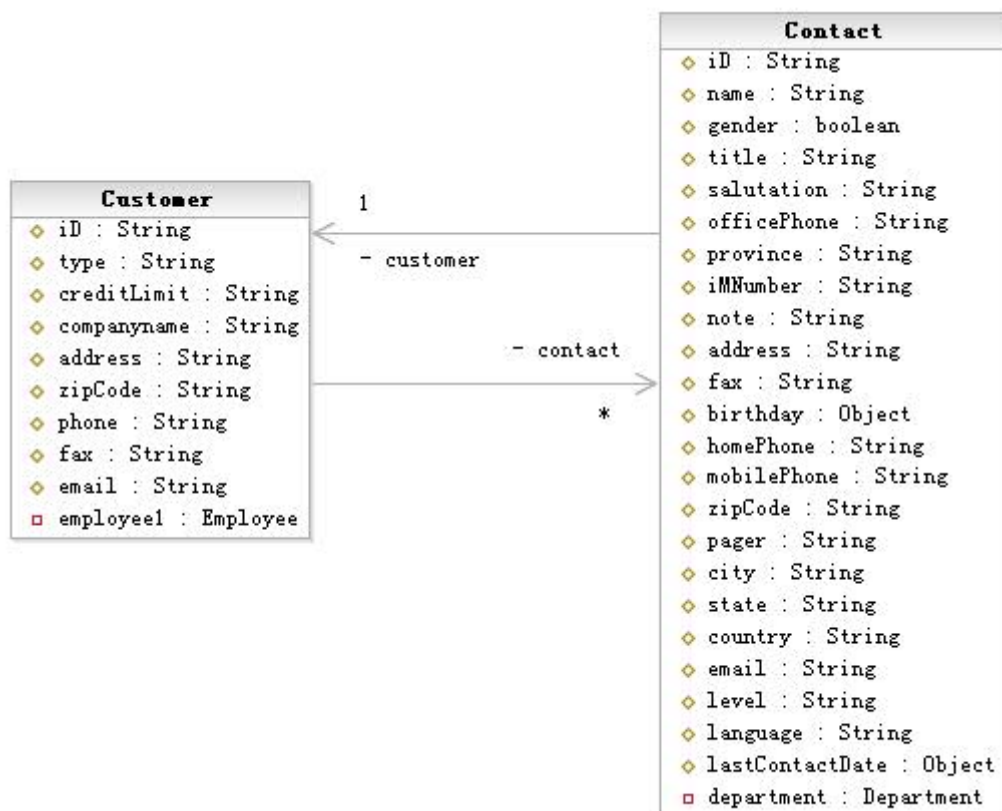 Customer
iD : String
type : String
creditLimit : String
companyname : String
address : String
zipCode : String
phone : String
fax : String
email : String
employee1 : Employee
1
- customer
- contact
*
Contact
iD : String
name : String
gender : boolean
title : String
salutation : String
officePhone : String
province : String
iMNumber : String
note : String
address : String
fax : String
birthday : Object
homePhone : String
mobilePhone : String
zipCode : String
pager : String
city : String
state : String
country : String
email : String
level : String
language : String
lastContactDate : Object
department : Department